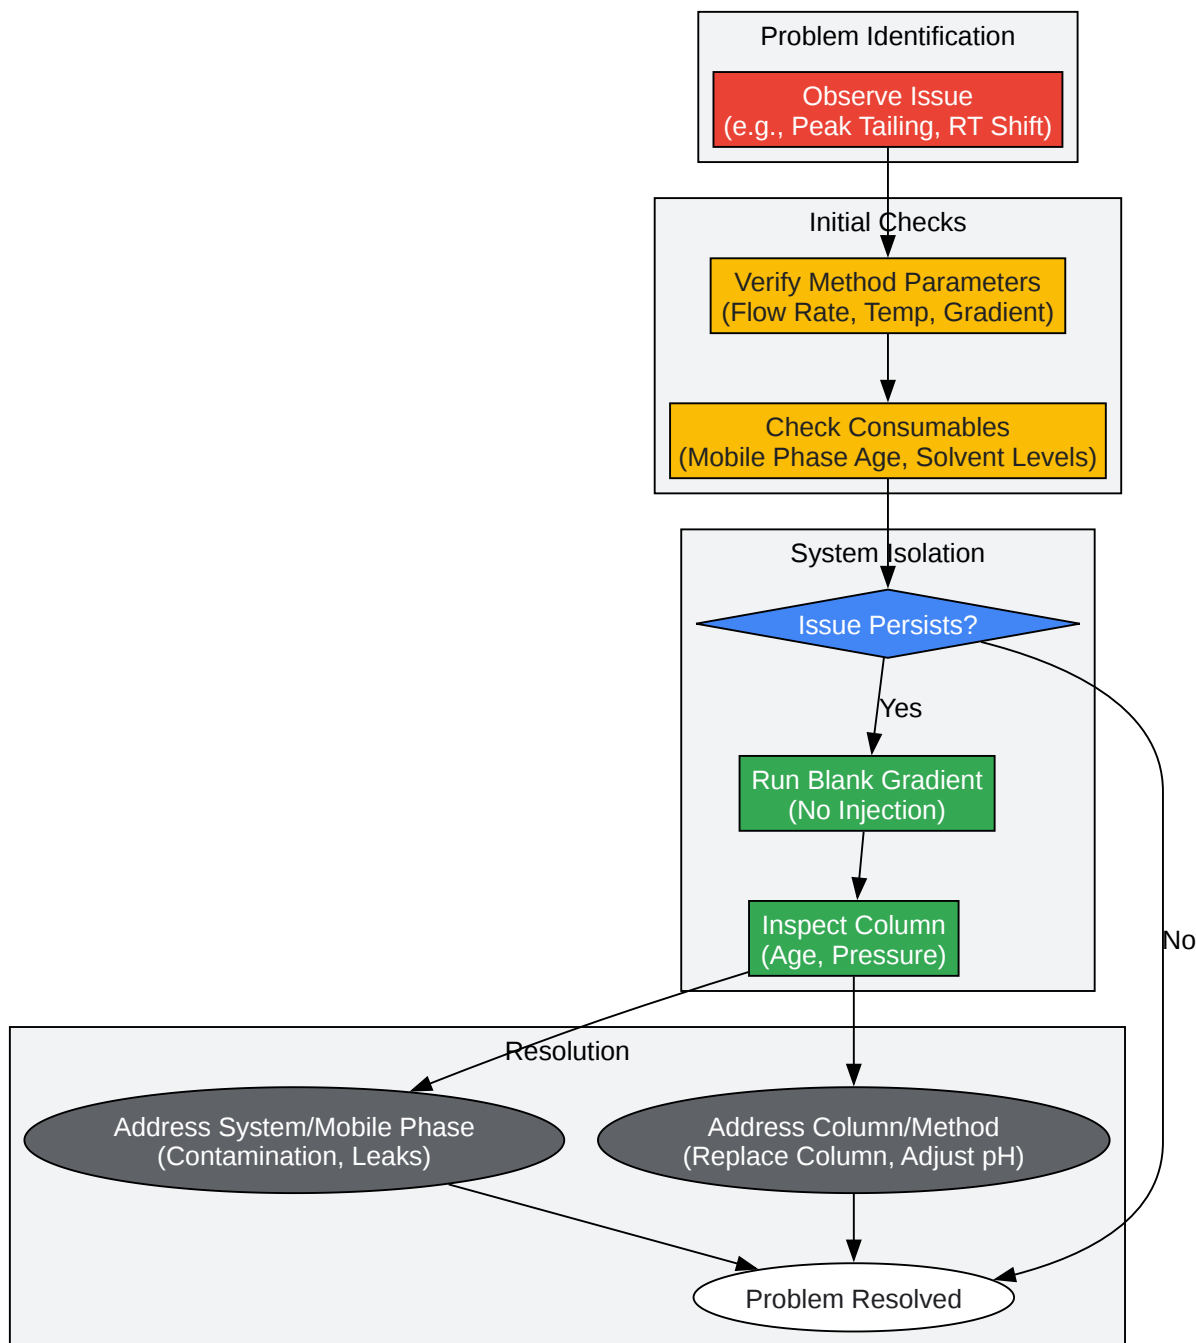 Problem Identification
Observe Issue
(e.g., Peak Tailing, RT Shift)
Initial Checks
Verify Method Parameters
(Flow Rate, Temp, Gradient)
Check Consumables
(Mobile Phase Age, Solvent Levels)
System Isolation
Issue Persists?
Yes
Run Blank Gradient
(No Injection)
Inspect Column
(Age, Pressure)
No
Resolution
Address System/Mobile Phase
(Contamination, Leaks)
Address Column/Method
(Replace Column, Adjust pH)
Problem Resolved